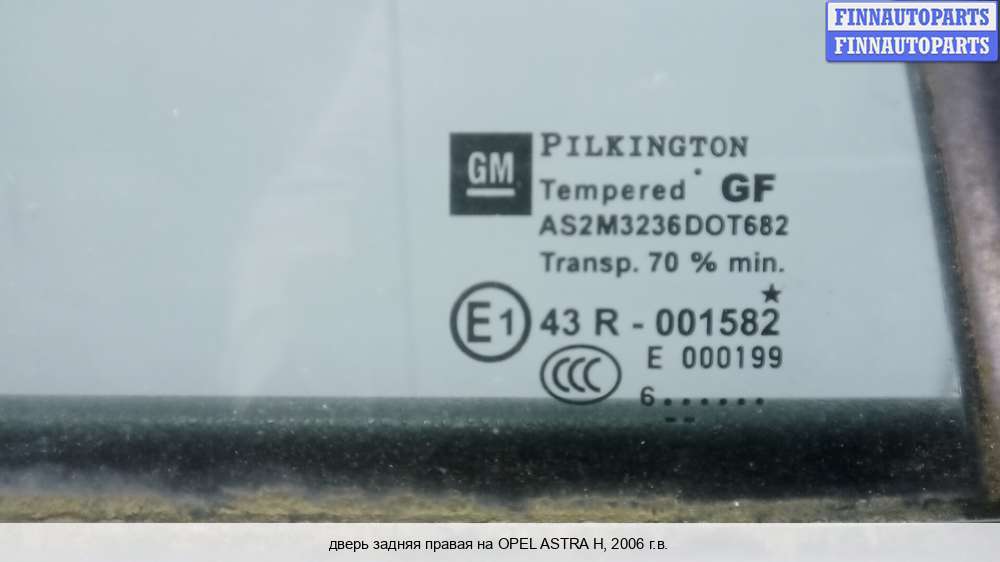 FINNAUTOPARTS
FINNAUTOPARTS
GM
PILKINGTON
Tempered GF
AS2M3236DOT682
Transp. 70 % min.
E1 43 R - 001582
CCC E 000199
6......
дверь задняя правая на OPEL ASTRA H, 2006 г.в.